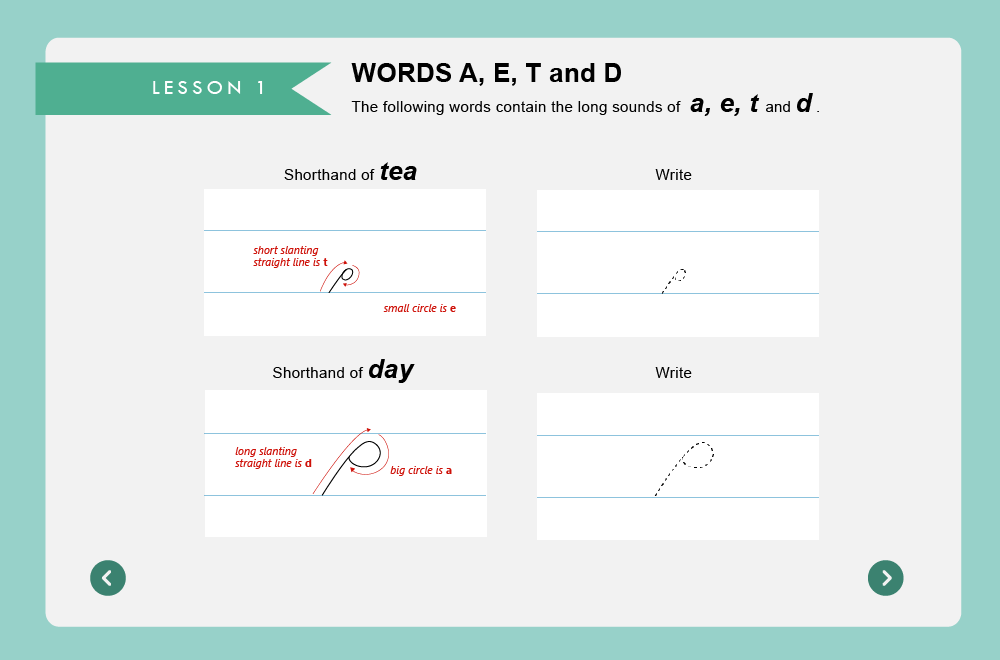 LESSON 1
WORDS A, E, T and D
The following words contain the long sounds of a, e, t and d .
Shorthand of tea
Write
short slanting
straight line is t
small circle is e
Shorthand of day
Write
long slanting
straight line is d
big circle is a